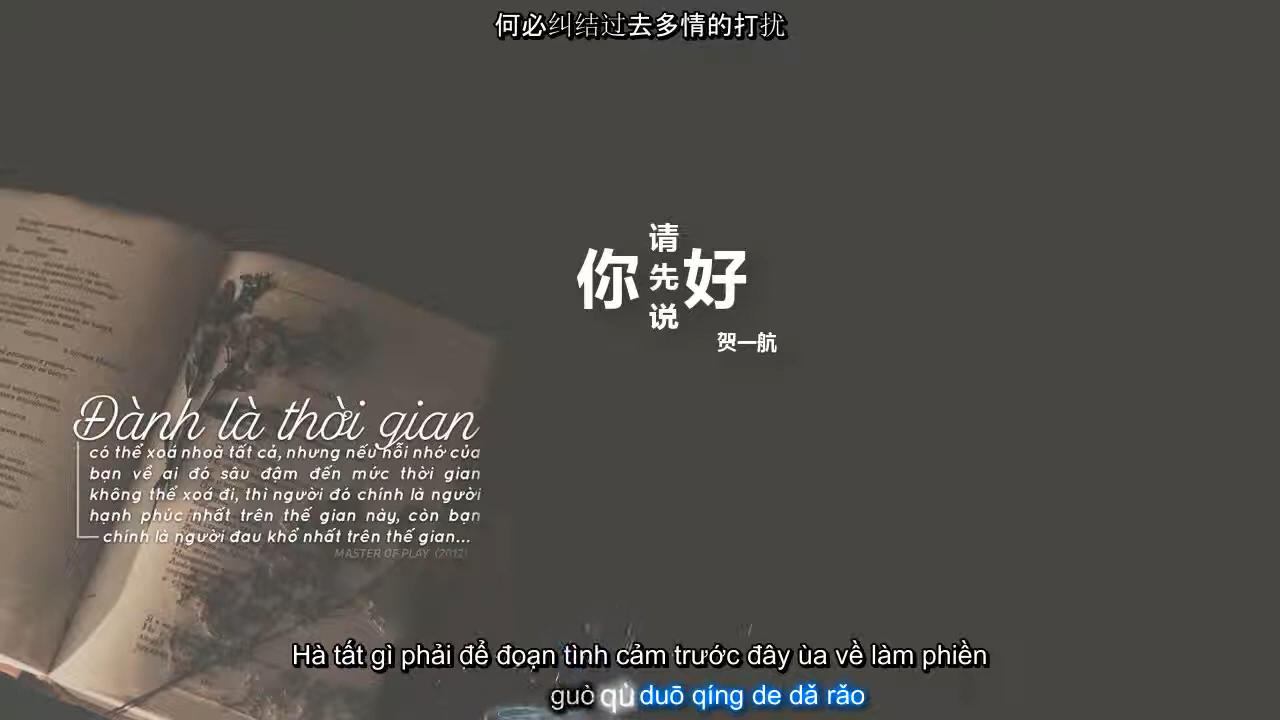 何必纠结过去多情的打扰
你请先说好
贺一航
Đành là thời gian
có thể xoá nhoà tất cả, nhưng nếu nỗi nhớ của
bạn về ai đó sâu đậm đến mức thời gian
không thể xoá đi, thì người đó chính là người
hạnh phúc nhất trên thế gian này, còn bạn
chính là người đau khổ nhất trên thế gian...
MASTER OF PLAY (2012)
Hà tất gì phải để đoạn tình cảm trước đây ùa về làm phiền
guò qù duō qíng de dǎ rǎo